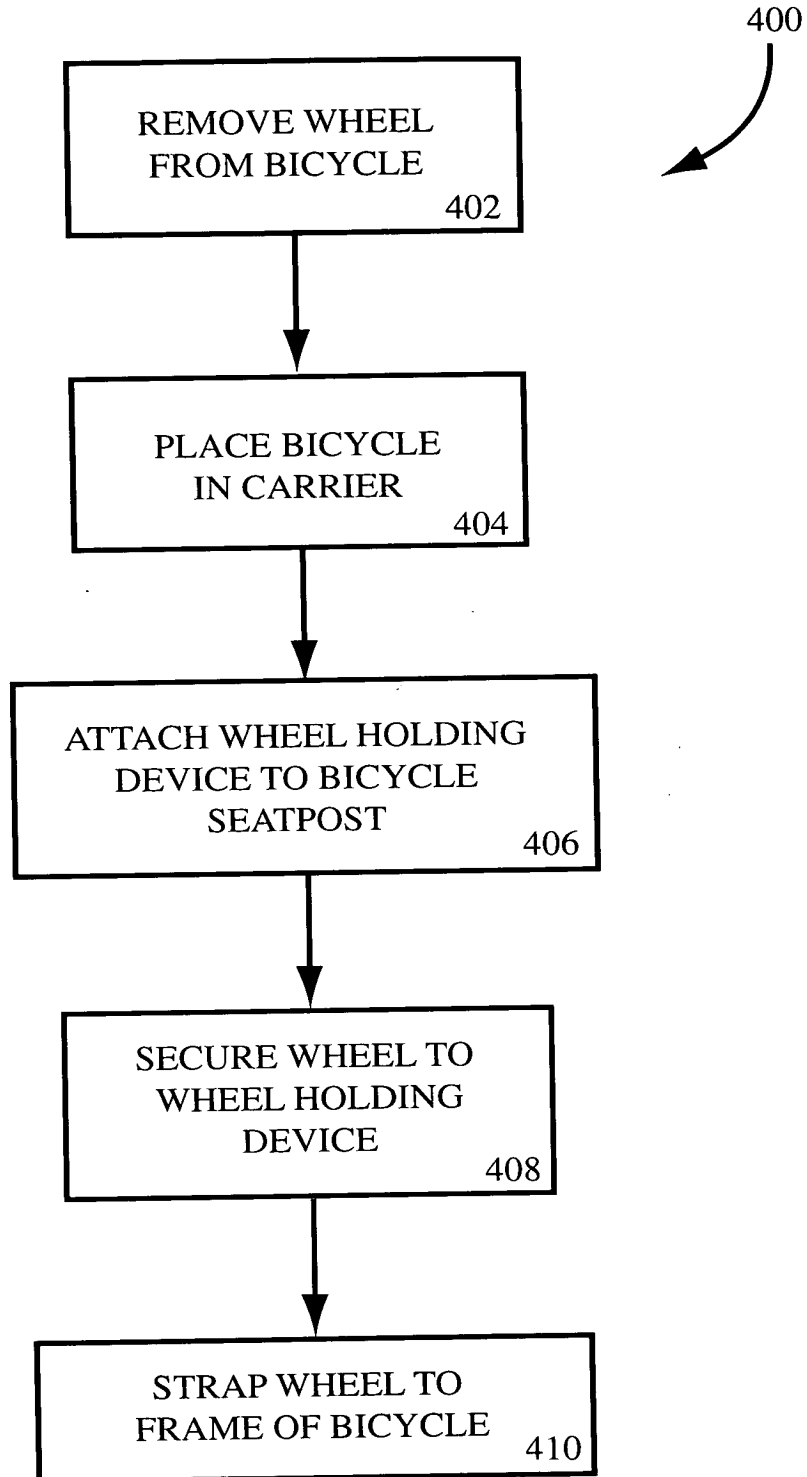 400
REMOVE WHEEL
FROM BICYCLE
402
PLACE BICYCLE
IN CARRIER
404
ATTACH WHEEL HOLDING
DEVICE TO BICYCLE
SEATPOST
406
SECURE WHEEL TO
WHEEL HOLDING
DEVICE
408
STRAP WHEEL TO
FRAME OF BICYCLE
410